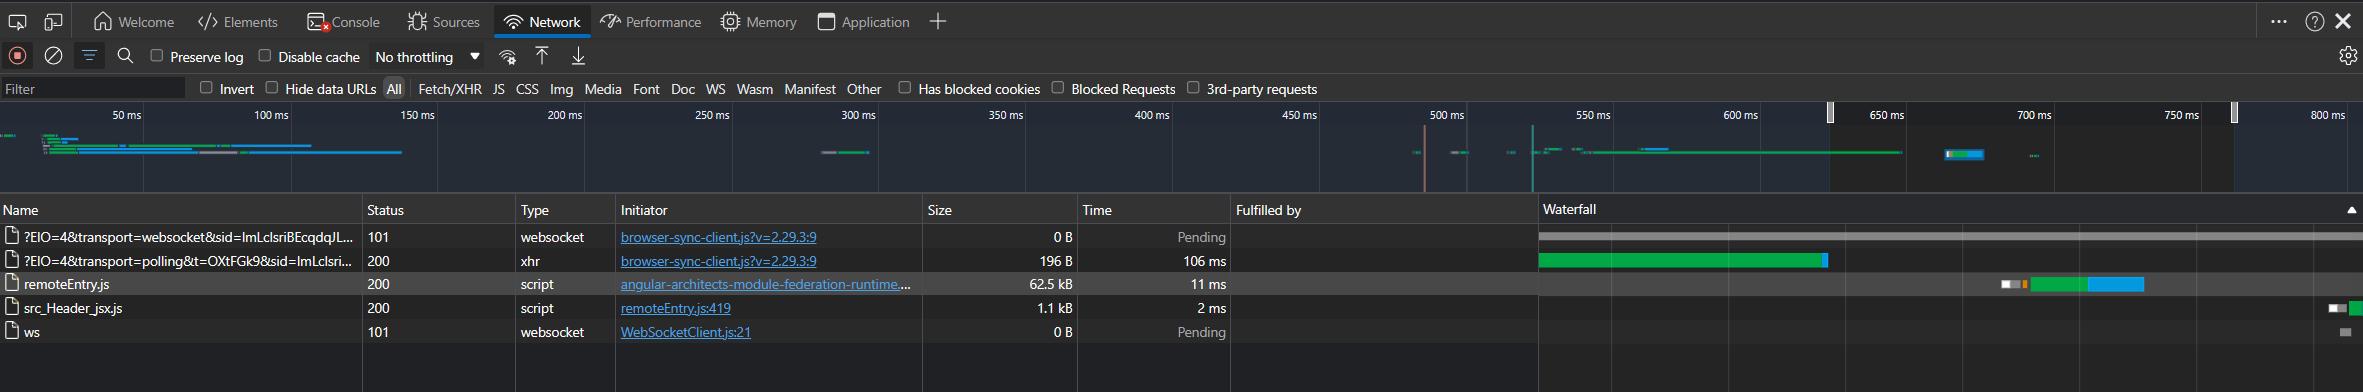 Welcome Elements Console Sources Network Performance Memory Application
Preserve log Disable cache No throttling
Filter Invert Hide data URLs All Fetch/XHR JS CSS Img Media Font Doc WS Wasm Manifest Other Has blocked cookies Blocked Requests 3rd-party requests
50 ms 100 ms 150 ms 200 ms 250 ms 300 ms 350 ms 400 ms 450 ms 500 ms 550 ms 600 ms 650 ms 700 ms 750 ms 800 ms
Name Status Type Initiator Size Time Fulfilled by Waterfall
?EIO=4&transport=websocket&sid=ImLclsriBEcqdqJL... 101 websocket browser-sync-client.js?v=2.29.3:9 0 B Pending
?EIO=4&transport=polling&t=OXtFGk9&sid=ImLclsri... 200 xhr browser-sync-client.js?v=2.29.3:9 196 B 106 ms
remoteEntry.js 200 script angular-architects-module-federation-runtime.... 62.5 kB 11 ms
src_Header_jsx.js 200 script remoteEntry.js:419 1.1 kB 2 ms
ws 101 websocket WebSocketClient.js:21 0 B Pending